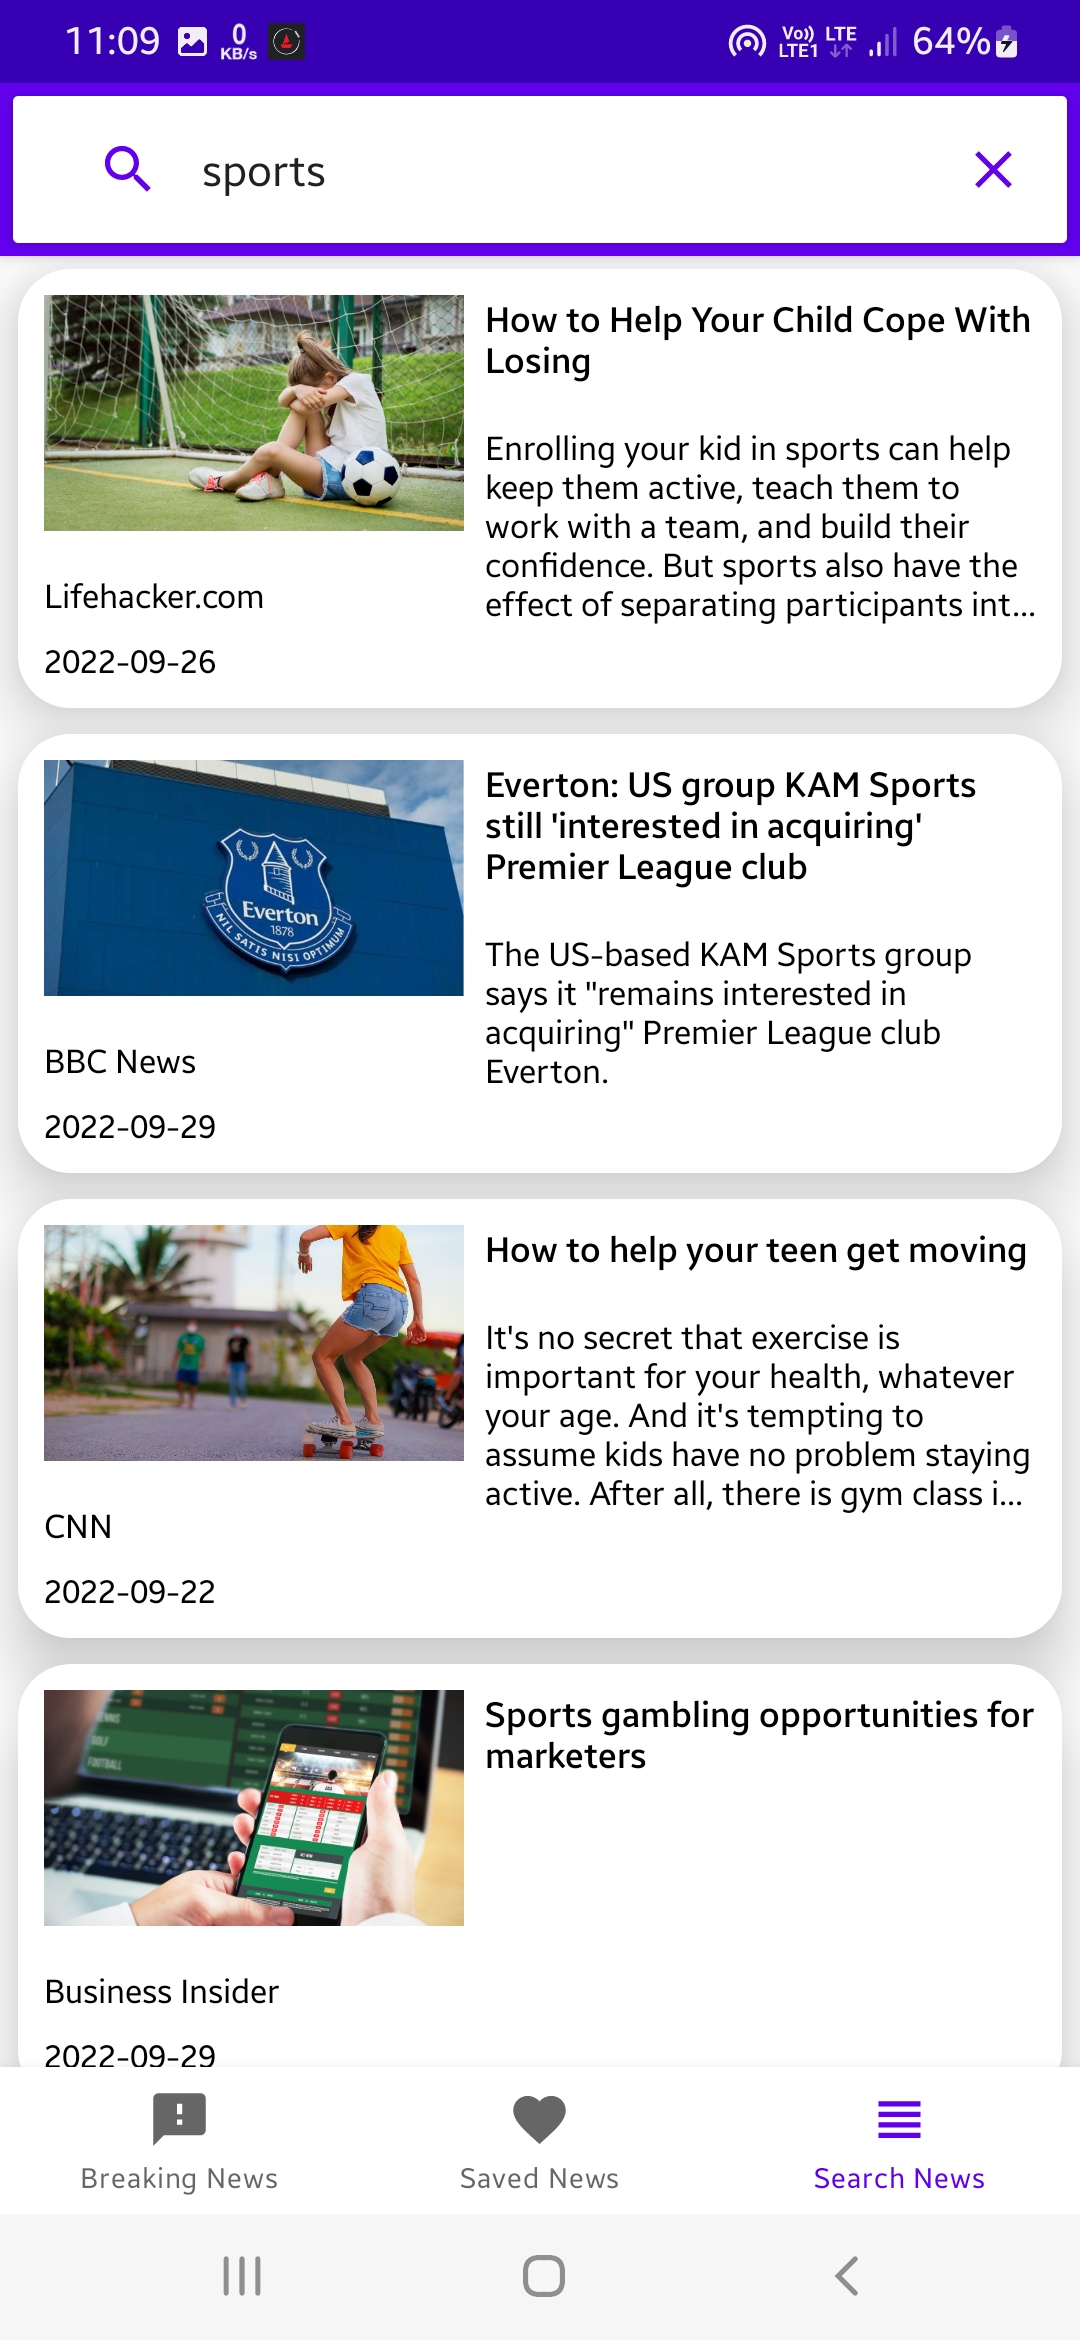 11:09
0
KB/s
Vo))
LTE1
LTE
64%
sports
How to Help Your Child Cope With
Losing
Enrolling your kid in sports can help
keep them active, teach them to
work with a team, and build their
confidence. But sports also have the
effect of separating participants int...
Lifehacker.com
2022-09-26
Everton
1878
NIL SATIS NISI OPTIMUM
Everton: US group KAM Sports
still 'interested in acquiring'
Premier League club
The US-based KAM Sports group
says it "remains interested in
acquiring" Premier League club
Everton.
BBC News
2022-09-29
How to help your teen get moving
It's no secret that exercise is
important for your health, whatever
your age. And it's tempting to
assume kids have no problem staying
active. After all, there is gym class i...
CNN
2022-09-22
GOLF
FOOTBALL
Sports gambling opportunities for
marketers
Business Insider
2022-09-29
Breaking News
Saved News
Search News